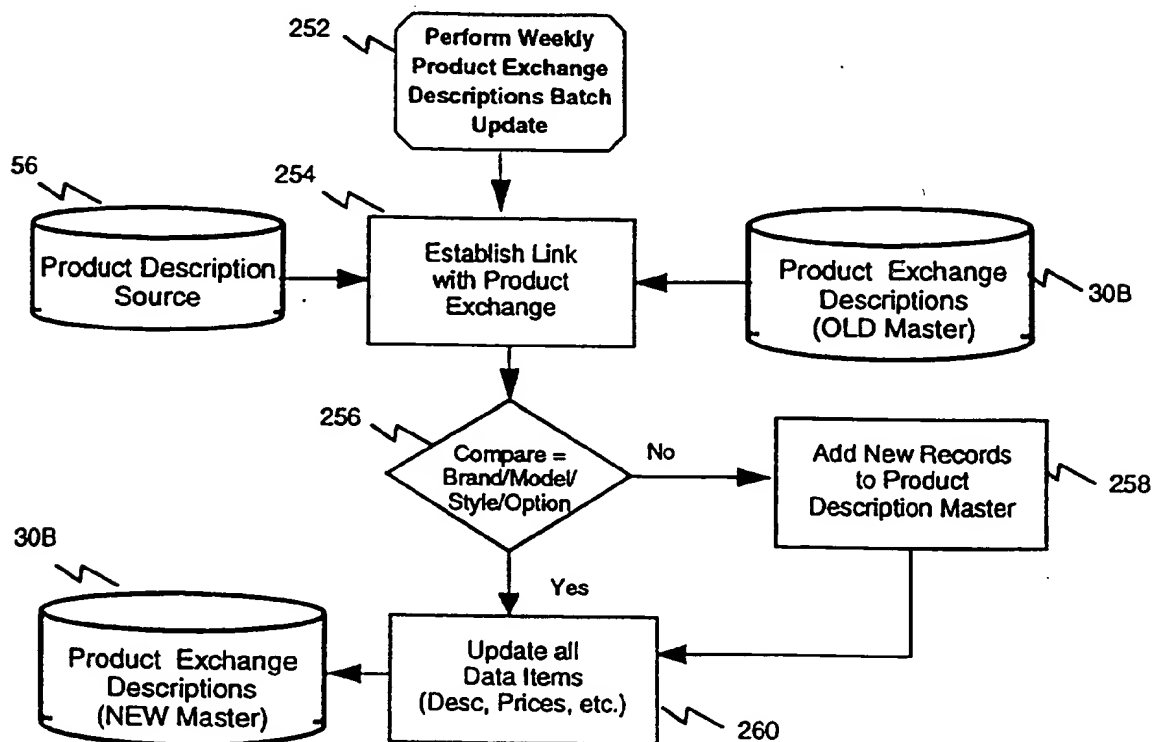 252
Perform Weekly
Product Exchange
Descriptions Batch
Update
56
254
Product Description
Source
Establish Link
with Product
Exchange
Product Exchange
Descriptions
(OLD Master)
30B
256
Compare =
Brand/Model/
Style/Option
No
Add New Records
to Product
Description Master
258
30B
Yes
Product Exchange
Descriptions
(NEW Master)
Update all
Data Items
(Desc, Prices, etc.)
260